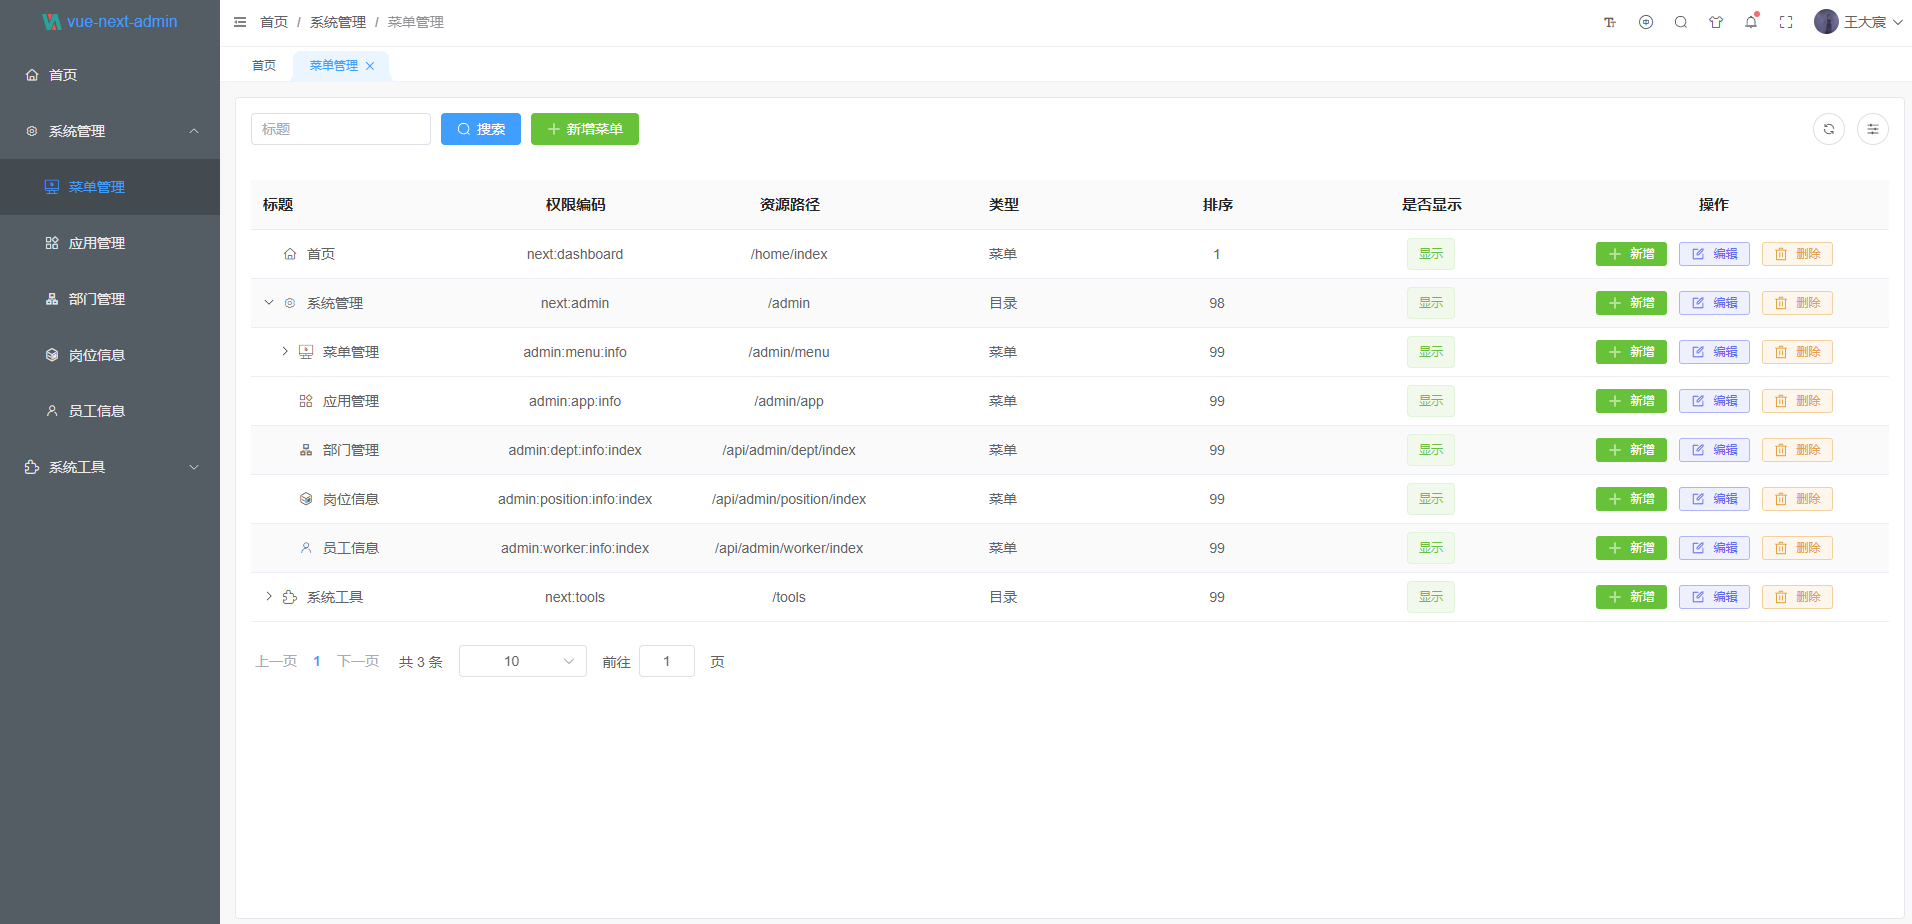 vue-next-admin
首页 / 系统管理 / 菜单管理
王大宸
首页
系统管理
菜单管理
应用管理
部门管理
岗位信息
员工信息
系统工具
首页 菜单管理
标题 搜索 新增菜单
标题 权限编码 资源路径 类型 排序 是否显示 操作
首页 next:dashboard /home/index 菜单 1 显示 新增 编辑 删除
系统管理 next:admin /admin 目录 98 显示 新增 编辑 删除
菜单管理 admin:menu:info /admin/menu 菜单 99 显示 新增 编辑 删除
应用管理 admin:app:info /admin/app 菜单 99 显示 新增 编辑 删除
部门管理 admin:dept:info:index /api/admin/dept/index 菜单 99 显示 新增 编辑 删除
岗位信息 admin:position:info:index /api/admin/position/index 菜单 99 显示 新增 编辑 删除
员工信息 admin:worker:info:index /api/admin/worker/index 菜单 99 显示 新增 编辑 删除
系统工具 next:tools /tools 目录 99 显示 新增 编辑 删除
上一页 1 下一页 共 3 条 10 前往 1 页